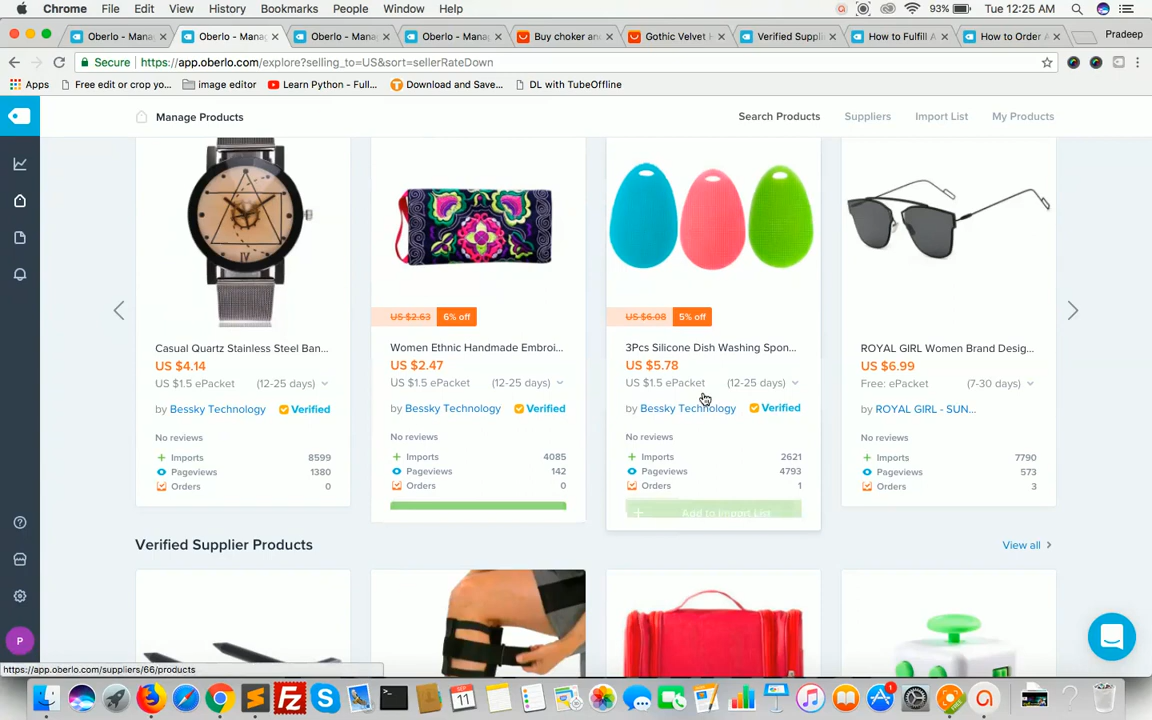 Chrome File Edit View History Bookmarks People Window Help 93% Tue 12:25 AM
Oberlo - Mana Oberlo - Mana Oberlo - Mana Oberlo - Mana Buy choker an Gothic Velvet H Verified Suppli How to Fulfill A How to Order A Pradeep
Secure https://app.oberlo.com/explore?selling_to=US&sort=sellerRateDown
Apps Free edit or crop yo... image editor Learn Python - Full... Download and Save... DL with TubeOffline
Manage Products Search Products Suppliers Import List My Products
IV
US $2.63 6% off US $6.08 5% off
Casual Quartz Stainless Steel Ban... Women Ethnic Handmade Embroi... 3Pcs Silicone Dish Washing Spon... ROYAL GIRL Women Brand Desig...
US $4.14 US $2.47 US $5.78 US $6.99
US $1.5 ePacket (12-25 days) US $1.5 ePacket (12-25 days) US $1.5 ePacket (12-25 days) Free: ePacket (7-30 days)
by Bessky Technology Verified by Bessky Technology Verified by Bessky Technology Verified by ROYAL GIRL - SUN...
No reviews No reviews No reviews No reviews
Imports 8599 Imports 4085 Imports 2621 Imports 7790
Pageviews 1380 Pageviews 142 Pageviews 4793 Pageviews 573
Orders 0 Orders 0 Orders 1 Orders 3
+ Add to Import List
Verified Supplier Products View all
P
https://app.oberlo.com/suppliers/66/products
11 1